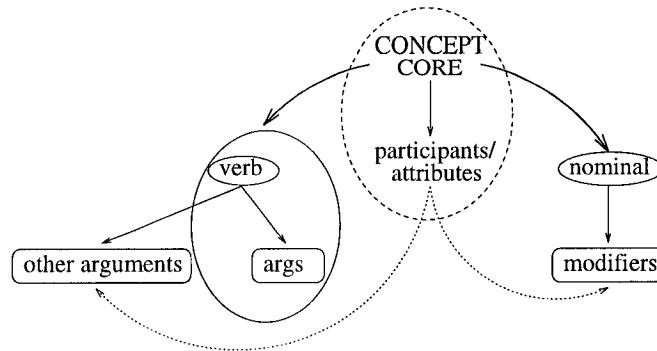 CONCEPT
CORE
participants/
attributes
verb
nominal
other arguments
args
modifiers